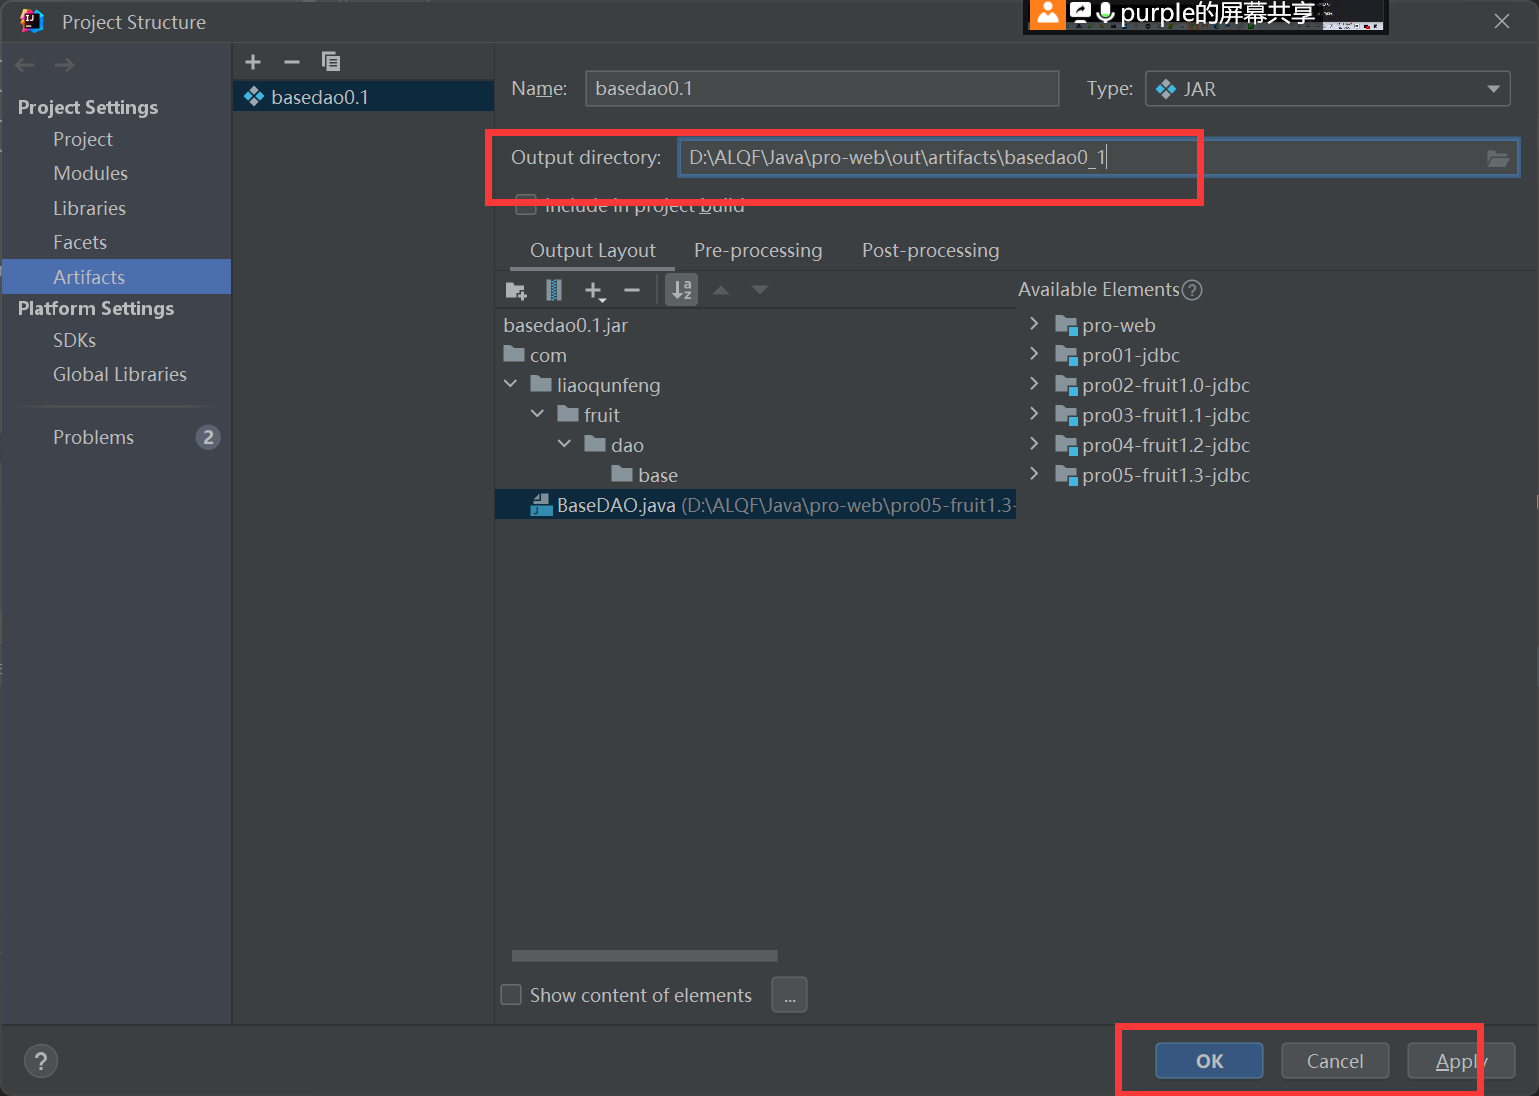 Project Structure
purple的屏幕共享
Project Settings
Project
Modules
Libraries
Facets
Artifacts
Platform Settings
SDKs
Global Libraries
Problems
2
basedao0.1
Name:
basedao0.1
Type:
JAR
Output directory:
D:\ALQF\Java\pro-web\out\artifacts\basedao0_1
Include in project build
Output Layout
Pre-processing
Post-processing
Available Elements
basedao0.1.jar
com
liaoqunfeng
fruit
dao
base
BaseDAO.java (D:\ALQF\Java\pro-web\pro05-fruit1.3-
pro-web
pro01-jdbc
pro02-fruit1.0-jdbc
pro03-fruit1.1-jdbc
pro04-fruit1.2-jdbc
pro05-fruit1.3-jdbc
Show content of elements
...
?
OK
Cancel
Apply